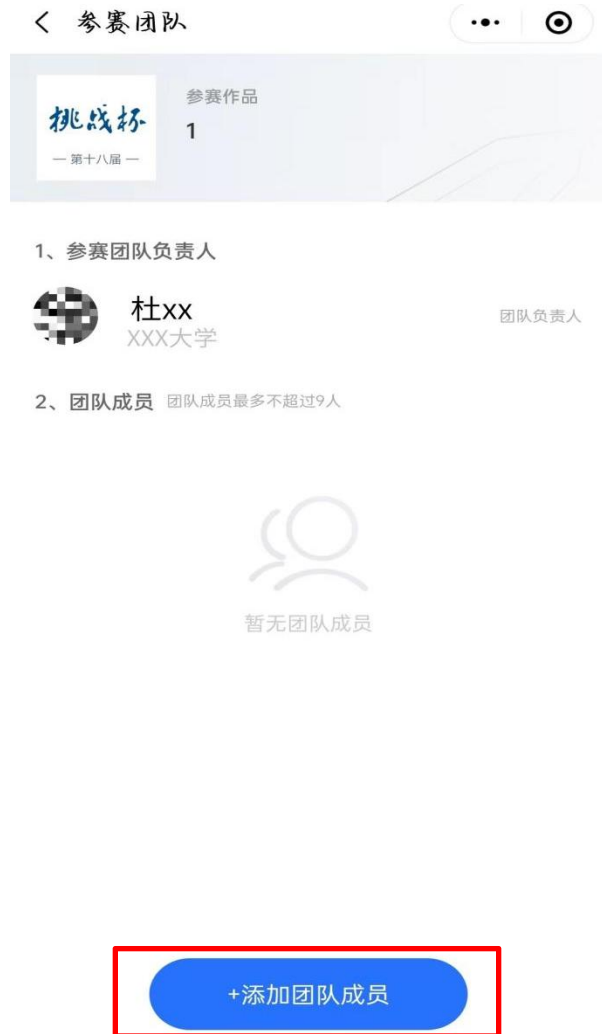 参赛团队
参赛作品
挑战杯
1
— 第十八届 —
1、参赛团队负责人
杜xx
团队负责人
XXX大学
2、团队成员 团队成员最多不超过9人
暂无团队成员
+添加团队成员